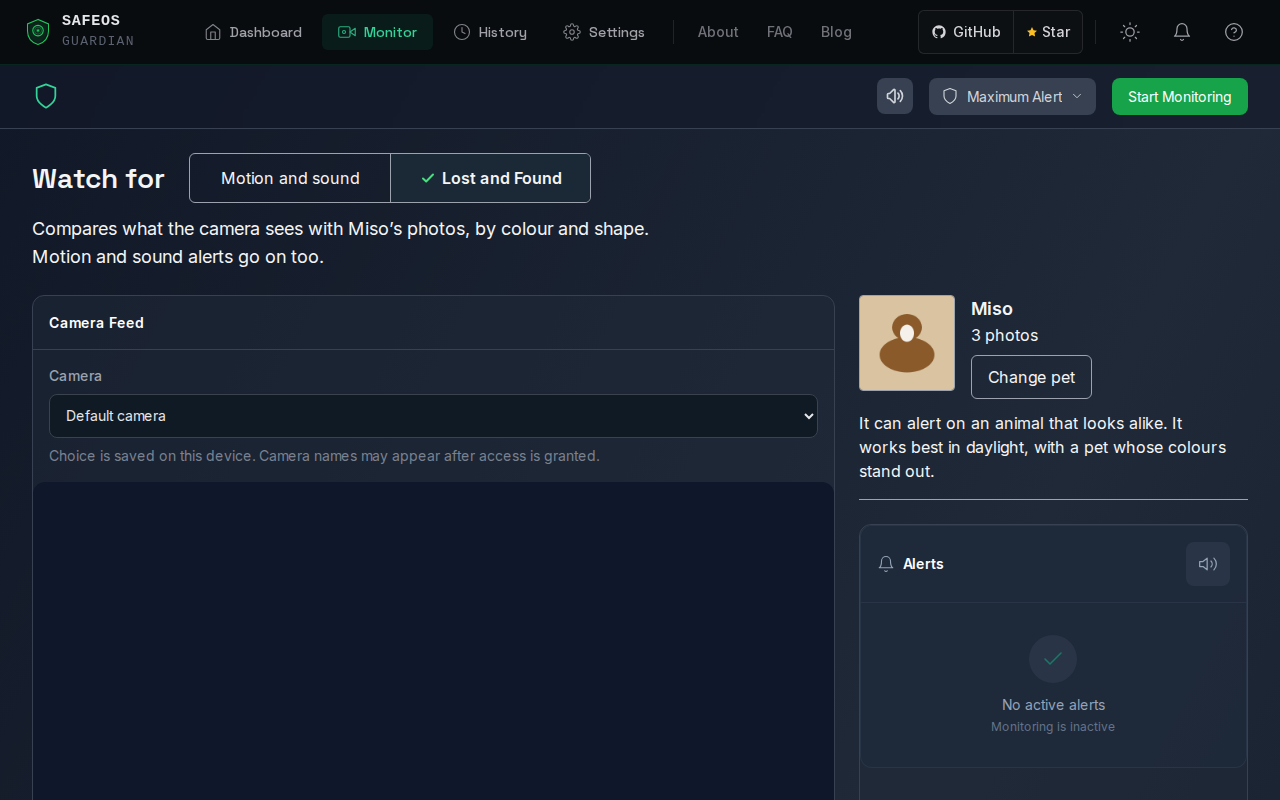 SAFEOS
GUARDIAN
Dashboard
Monitor
History
Settings
About
FAQ
Blog
GitHub
Star
Maximum Alert
Start Monitoring
Watch for
Motion and sound
Lost and Found
Compares what the camera sees with Miso’s photos, by colour and shape.
Motion and sound alerts go on too.
Camera Feed
Camera
Default camera
Choice is saved on this device. Camera names may appear after access is granted.
Miso
3 photos
Change pet
It can alert on an animal that looks alike. It
works best in daylight, with a pet whose colours
stand out.
Alerts
No active alerts
Monitoring is inactive